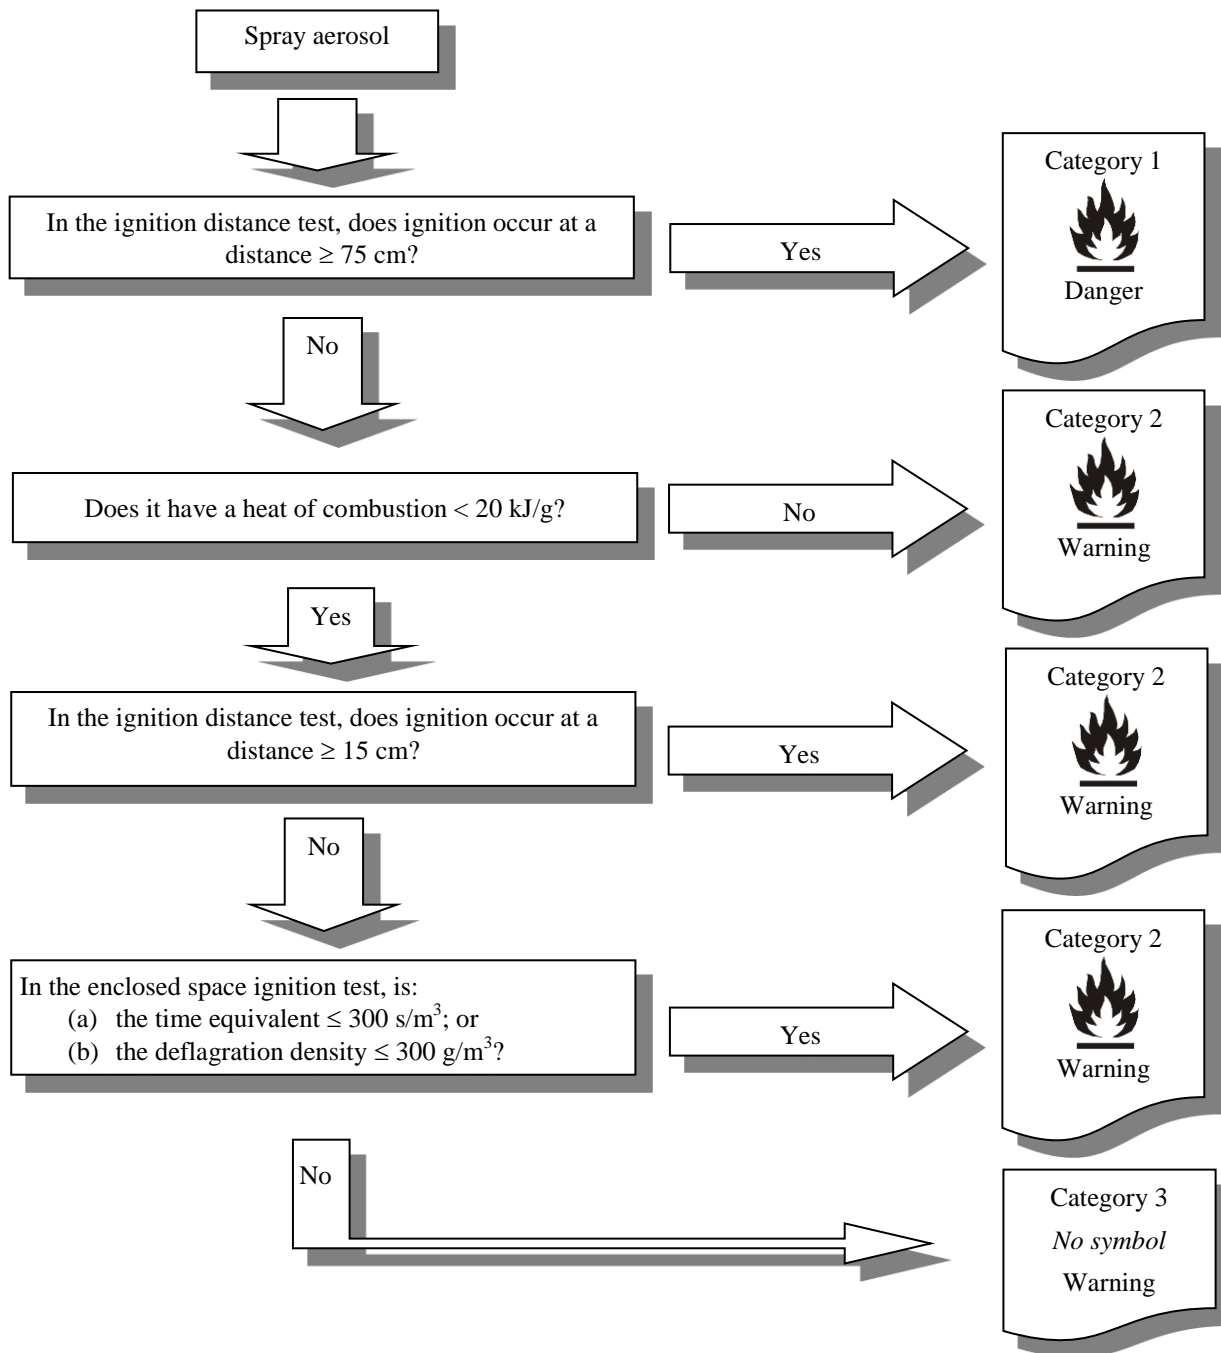 Spray aerosol
Category 1
In the ignition distance test, does ignition occur at a
distance ≥ 75 cm?
Yes
Danger
No
Category 2
Does it have a heat of combustion < 20 kJ/g?
No
Warning
Yes
Category 2
In the ignition distance test, does ignition occur at a
distance ≥ 15 cm?
Yes
Warning
No
Category 2
In the enclosed space ignition test, is:
(a) the time equivalent ≤ 300 s/m³; or
(b) the deflagration density ≤ 300 g/m³?
Yes
Warning
No
Category 3
No symbol
Warning